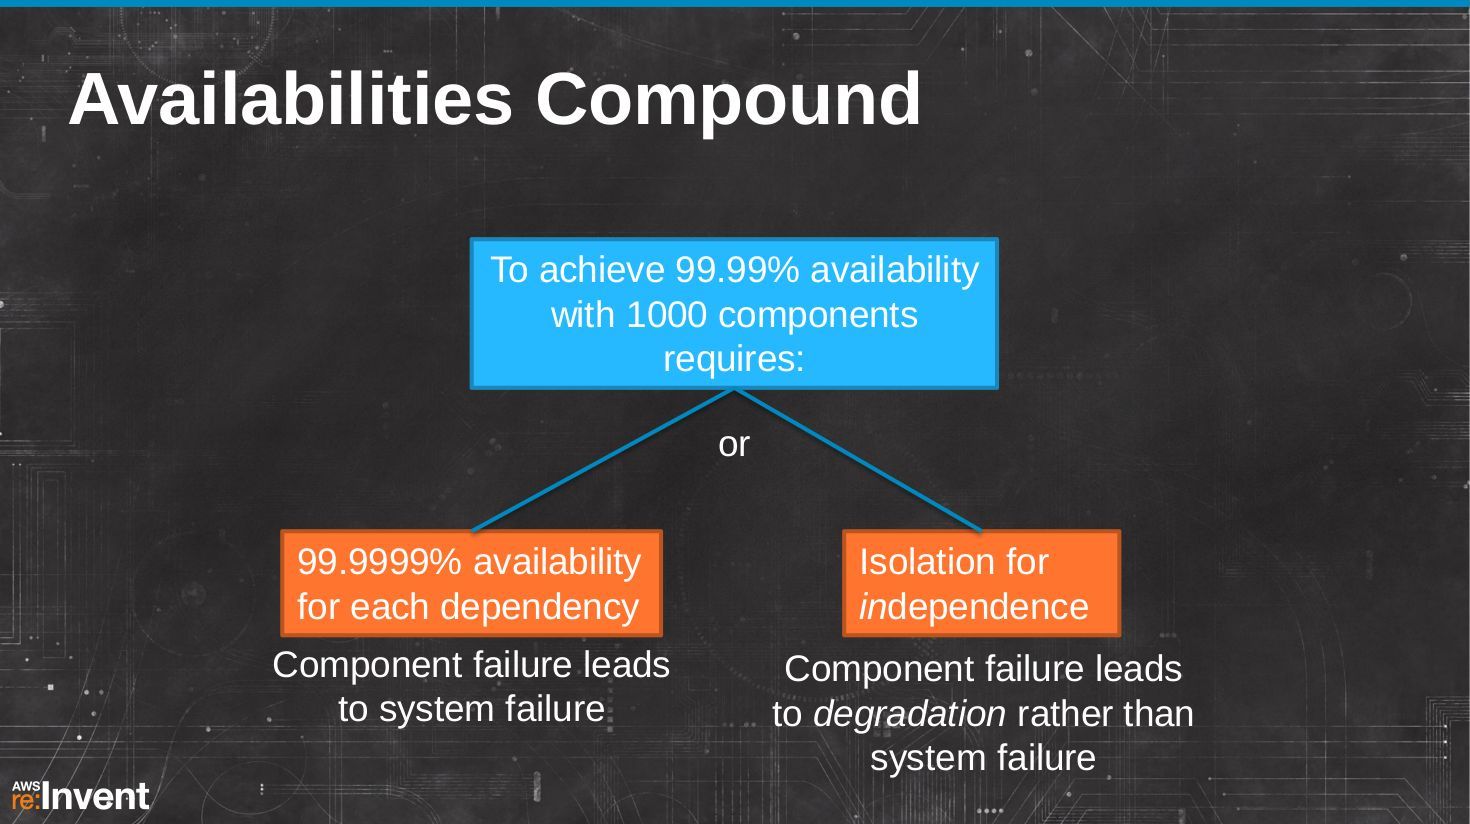 Availabilities Compound
To achieve 99.99% availability
with 1000 components
requires:
or
99.9999% availability
for each dependency
Component failure leads
to system failure
Isolation for
independence
Component failure leads
to degradation rather than
system failure
AWS
re:Invent